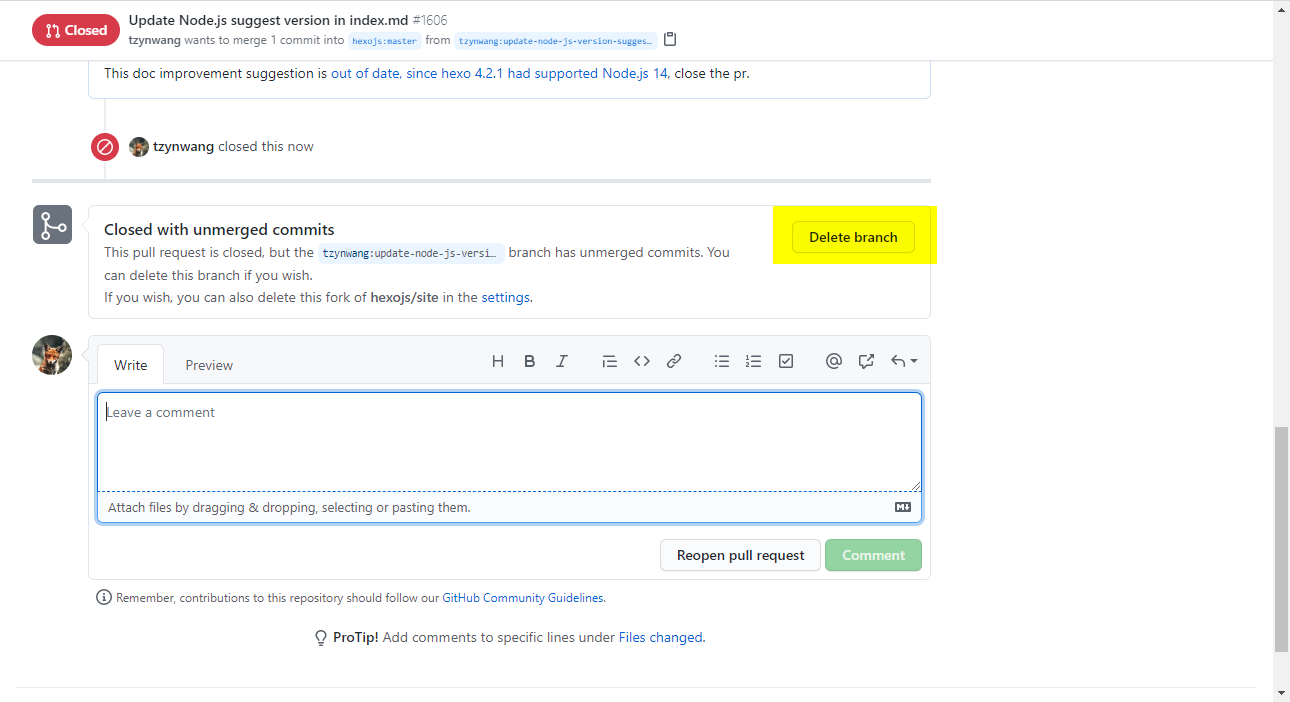 Closed
Update Node.js suggest version in index.md #1606
tzynwang wants to merge 1 commit into hexojs:master from tzynwang:update-node-js-version-sugges…
This doc improvement suggestion is out of date, since hexo 4.2.1 had supported Node.js 14, close the pr.
tzynwang closed this now
Closed with unmerged commits
This pull request is closed, but the tzynwang:update-node-js-versi… branch has unmerged commits. You
can delete this branch if you wish.
If you wish, you can also delete this fork of hexojs/site in the settings.
Delete branch
Write Preview
Leave a comment
Attach files by dragging & dropping, selecting or pasting them.
Reopen pull request Comment
Remember, contributions to this repository should follow our GitHub Community Guidelines.
ProTip! Add comments to specific lines under Files changed.